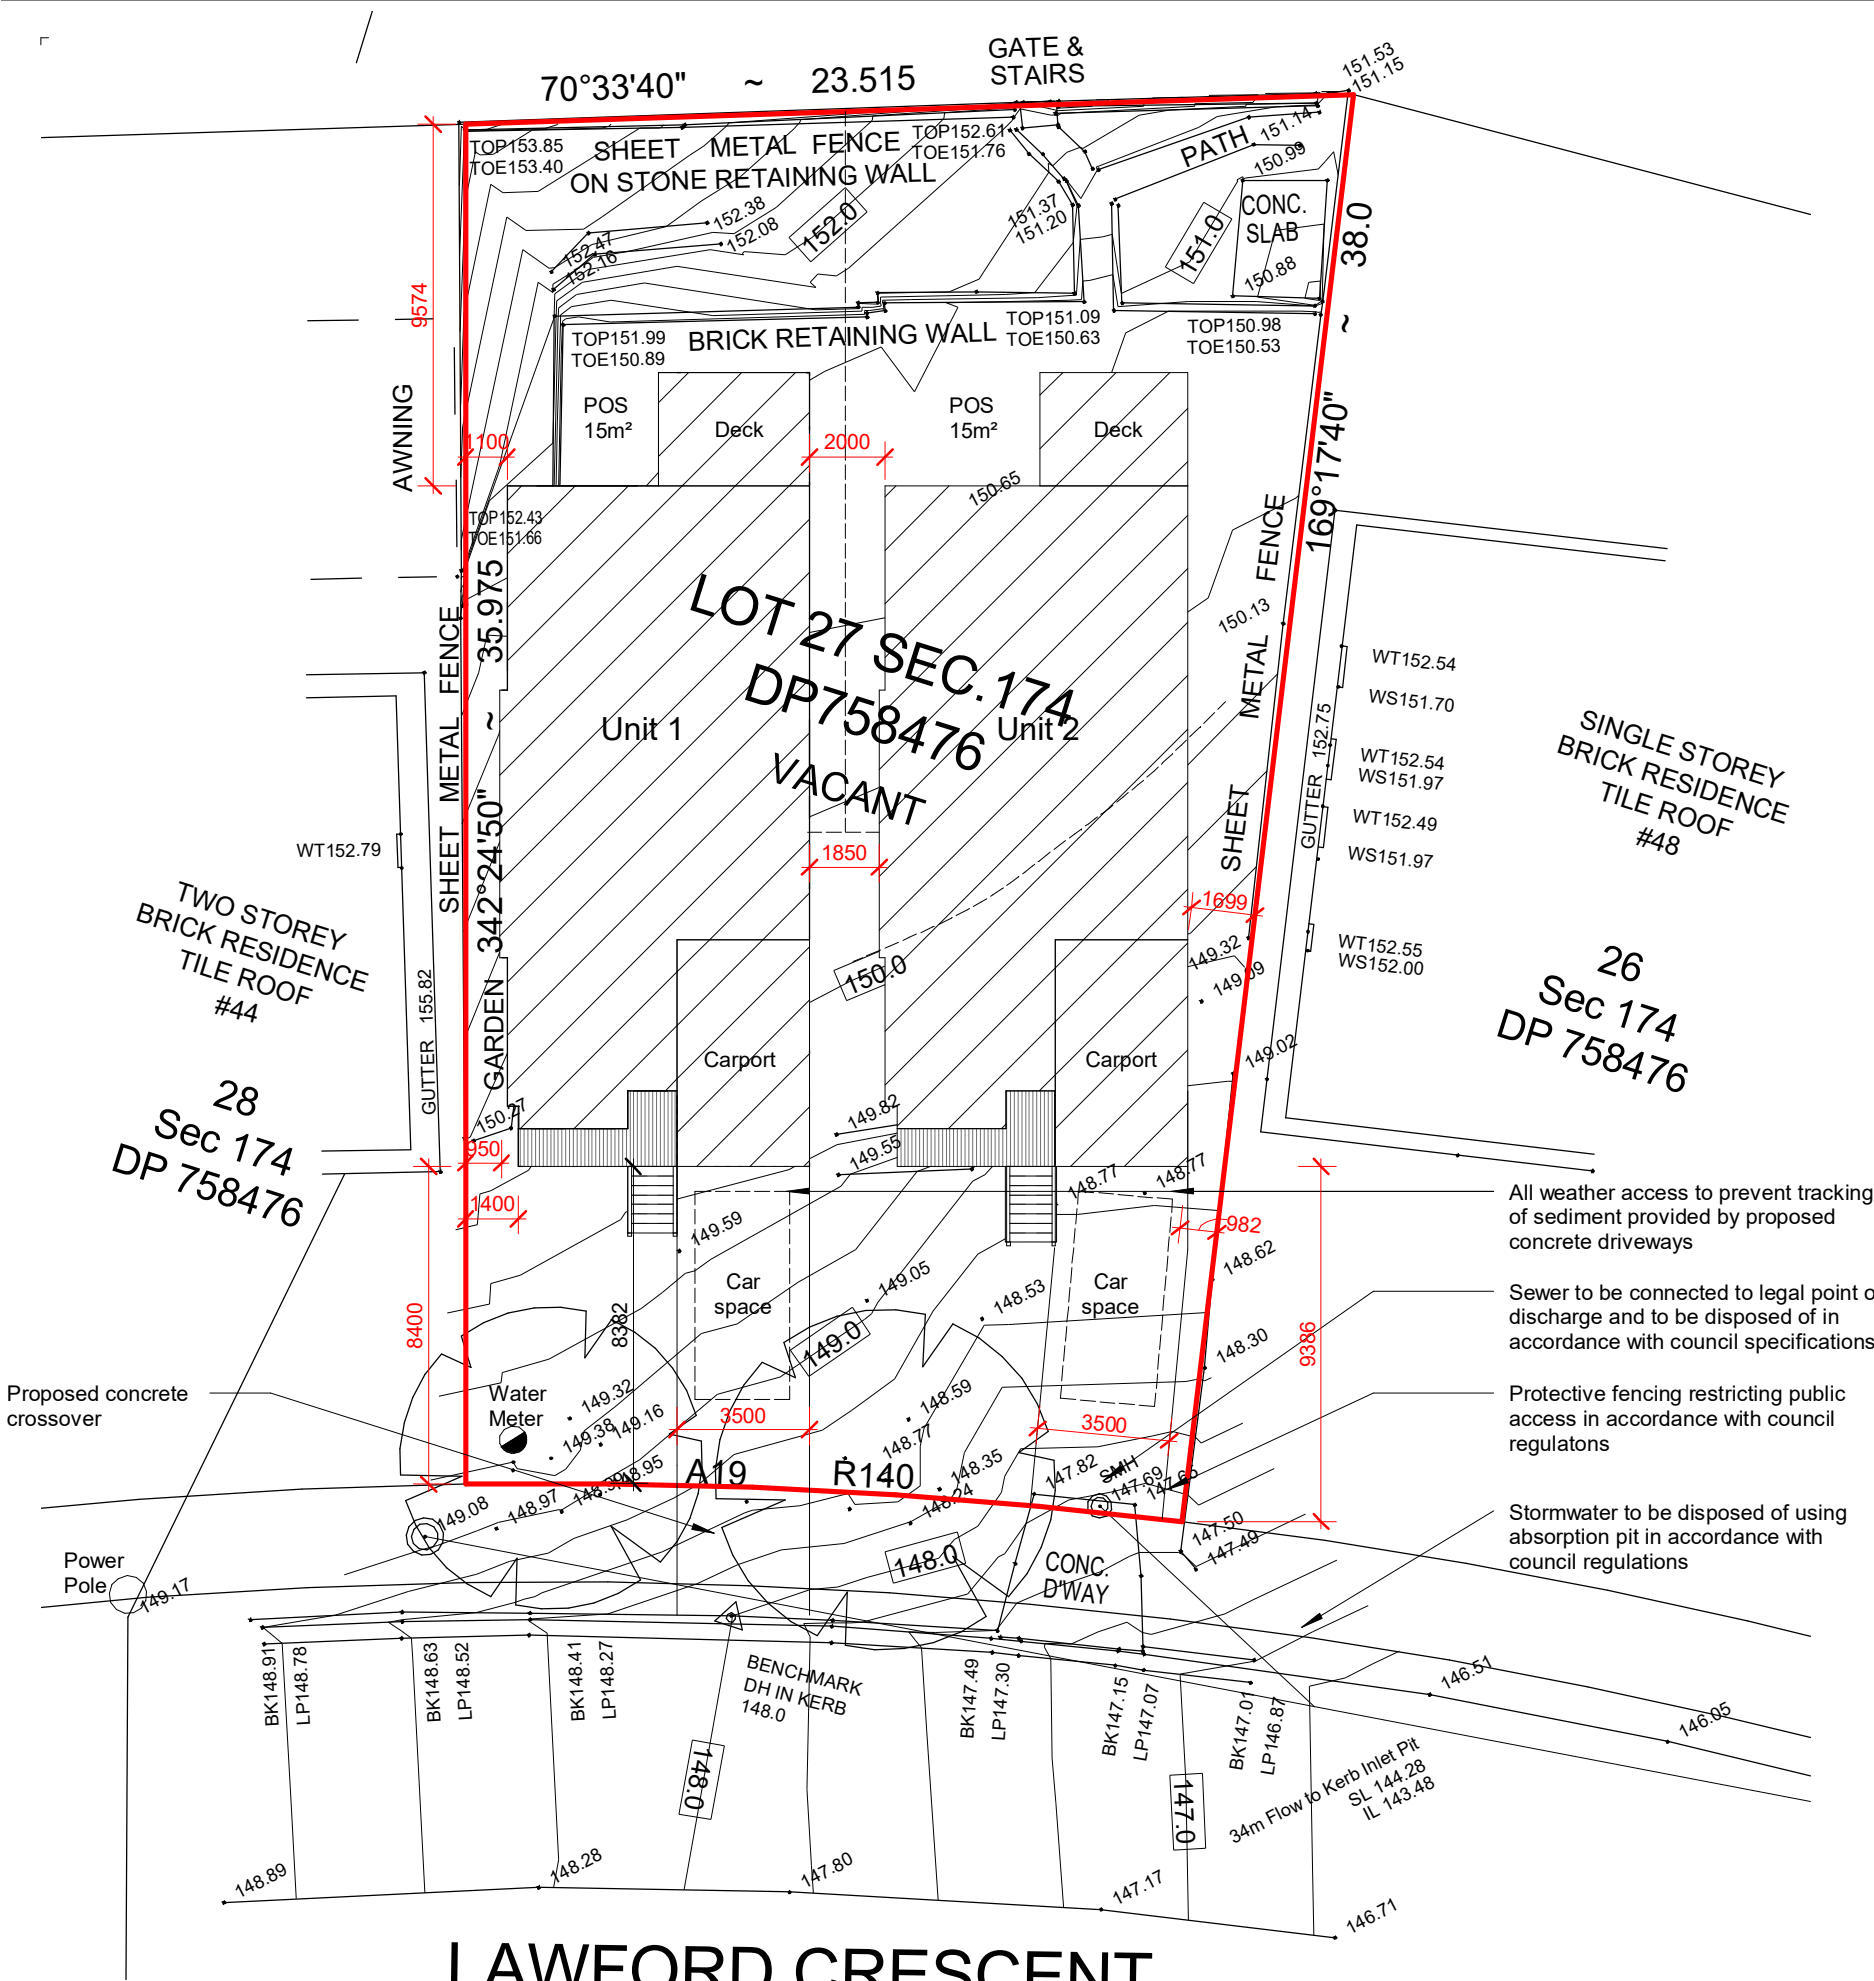 GATE &
STAIRS
70°33'40" ~ 23.515
151.53
151.15
TOP153.85
TOE153.40
SHEET METAL FENCE
ON STONE RETAINING WALL
TOP152.61
TOE151.76
PATH
151.14
150.99
152.38
152.08
152.47
152.16
152.0
151.37
151.20
151.0
CONC.
SLAB
150.88
38.0
~
169°17'40"
9574
AWNING
TOP151.99
TOE150.89
BRICK RETAINING WALL
TOP151.09
TOE150.63
TOP150.98
TOE150.53
POS
15m²
Deck
POS
15m²
Deck
1100
2000
150.65
TOP152.43
TOE151.66
SHEET METAL FENCE
342°24'50" ~ 35.975
GARDEN
LOT 27 SEC.174
DP758476
VACANT
Unit 1
Unit 2
SHEET METAL FENCE
150.13
GUTTER 152.75
WT152.54
WS151.70
WT152.54
WS151.97
WT152.49
WS151.97
WT152.55
WS152.00
SINGLE STOREY
BRICK RESIDENCE
TILE ROOF
#48
WT152.79
TWO STOREY
BRICK RESIDENCE
TILE ROOF
#44
GUTTER 155.82
1850
1699
149.32
149.09
150.0
26
Sec 174
DP 758476
28
Sec 174
DP 758476
Carport
Carport
149.02
150.27
149.82
149.55
950
1400
148.77
148.77
982
149.59
149.05
148.53
148.62
148.30
Car
space
Car
space
8400
8382
9386
149.0
All weather access to prevent tracking
of sediment provided by proposed
concrete driveways
Sewer to be connected to legal point o
discharge and to be disposed of in
accordance with council specifications
Protective fencing restricting public
access in accordance with council
regulatons
Stormwater to be disposed of using
absorption pit in accordance with
council regulations
Proposed concrete
crossover
Water
Meter
149.32
149.38
149.16
148.95
3500
148.59
148.77
148.35
148.24
3500
A19
R140
147.82
SMH
147.69
147.65
149.08
148.97
147.50
147.49
148.0
CONC.
D'WAY
Power
Pole
149.17
BK148.91
LP148.78
BK148.63
LP148.52
BK148.41
LP148.27
BENCHMARK
DH IN KERB
148.0
BK147.49
LP147.30
BK147.15
LP147.07
BK147.01
LP146.87
146.51
146.05
148.0
147.0
34m Flow to Kerb Inlet Pit
SL 144.28
IL 143.48
148.89
148.28
147.80
147.17
146.71
LAWFORD CRESCENT